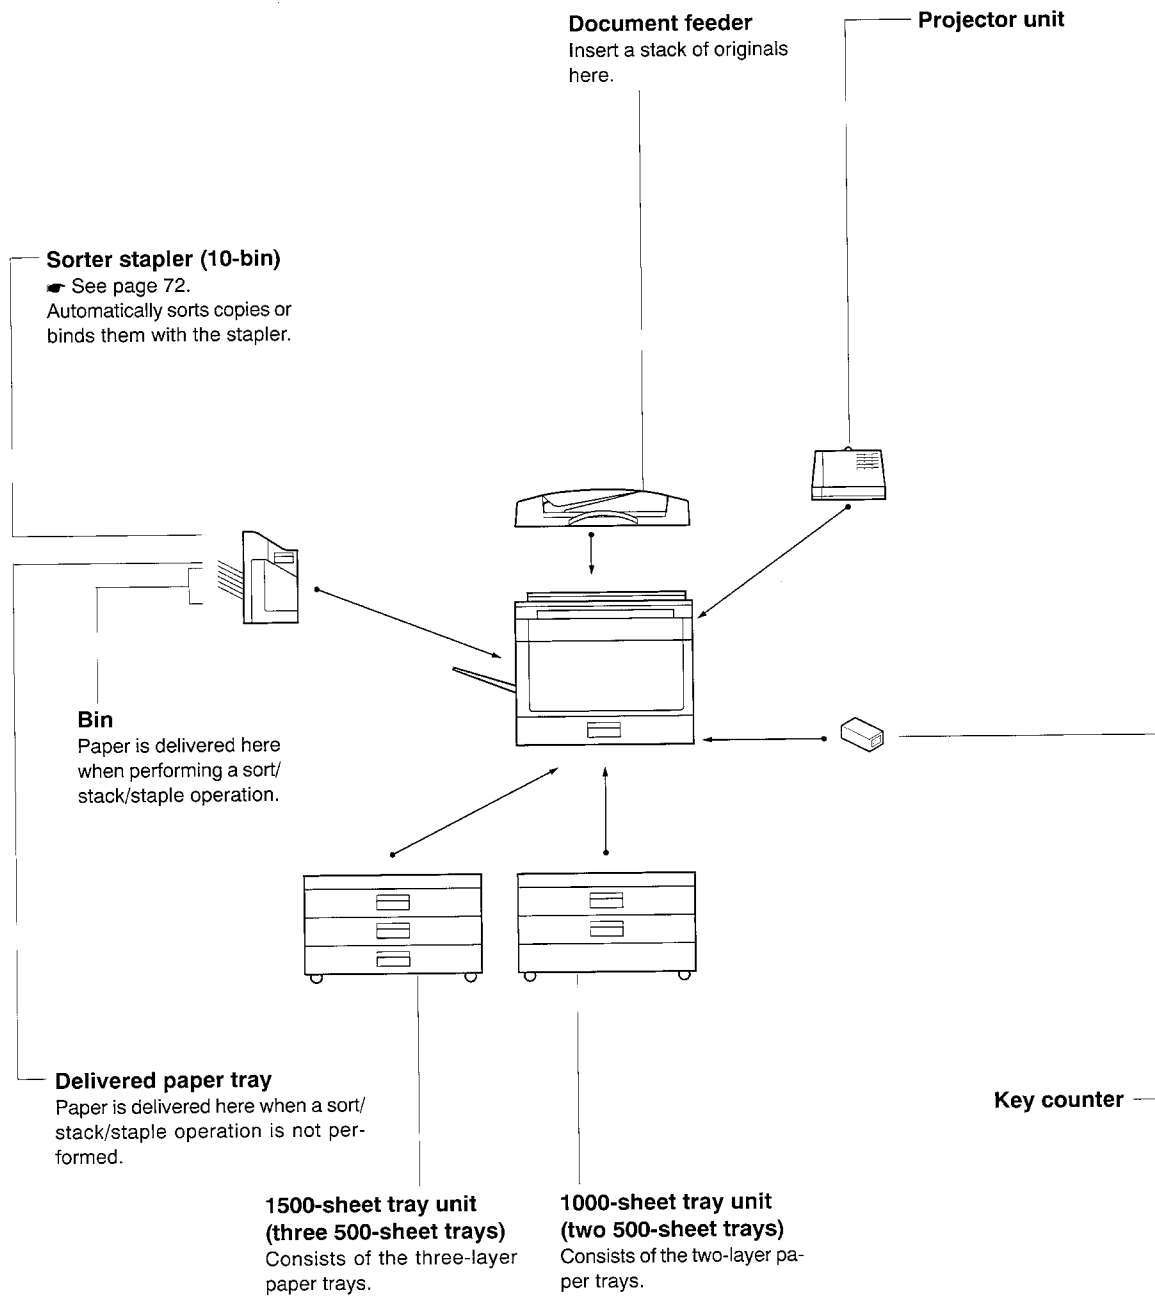 Document feeder
Insert a stack of originals
here.
Projector unit
Sorter stapler (10-bin)
☛ See page 72.
Automatically sorts copies or
binds them with the stapler.
Bin
Paper is delivered here
when performing a sort/
stack/staple operation.
Delivered paper tray
Paper is delivered here when a sort/
stack/staple operation is not per-
formed.
Key counter
1500-sheet tray unit
(three 500-sheet trays)
Consists of the three-layer
paper trays.
1000-sheet tray unit
(two 500-sheet trays)
Consists of the two-layer pa-
per trays.